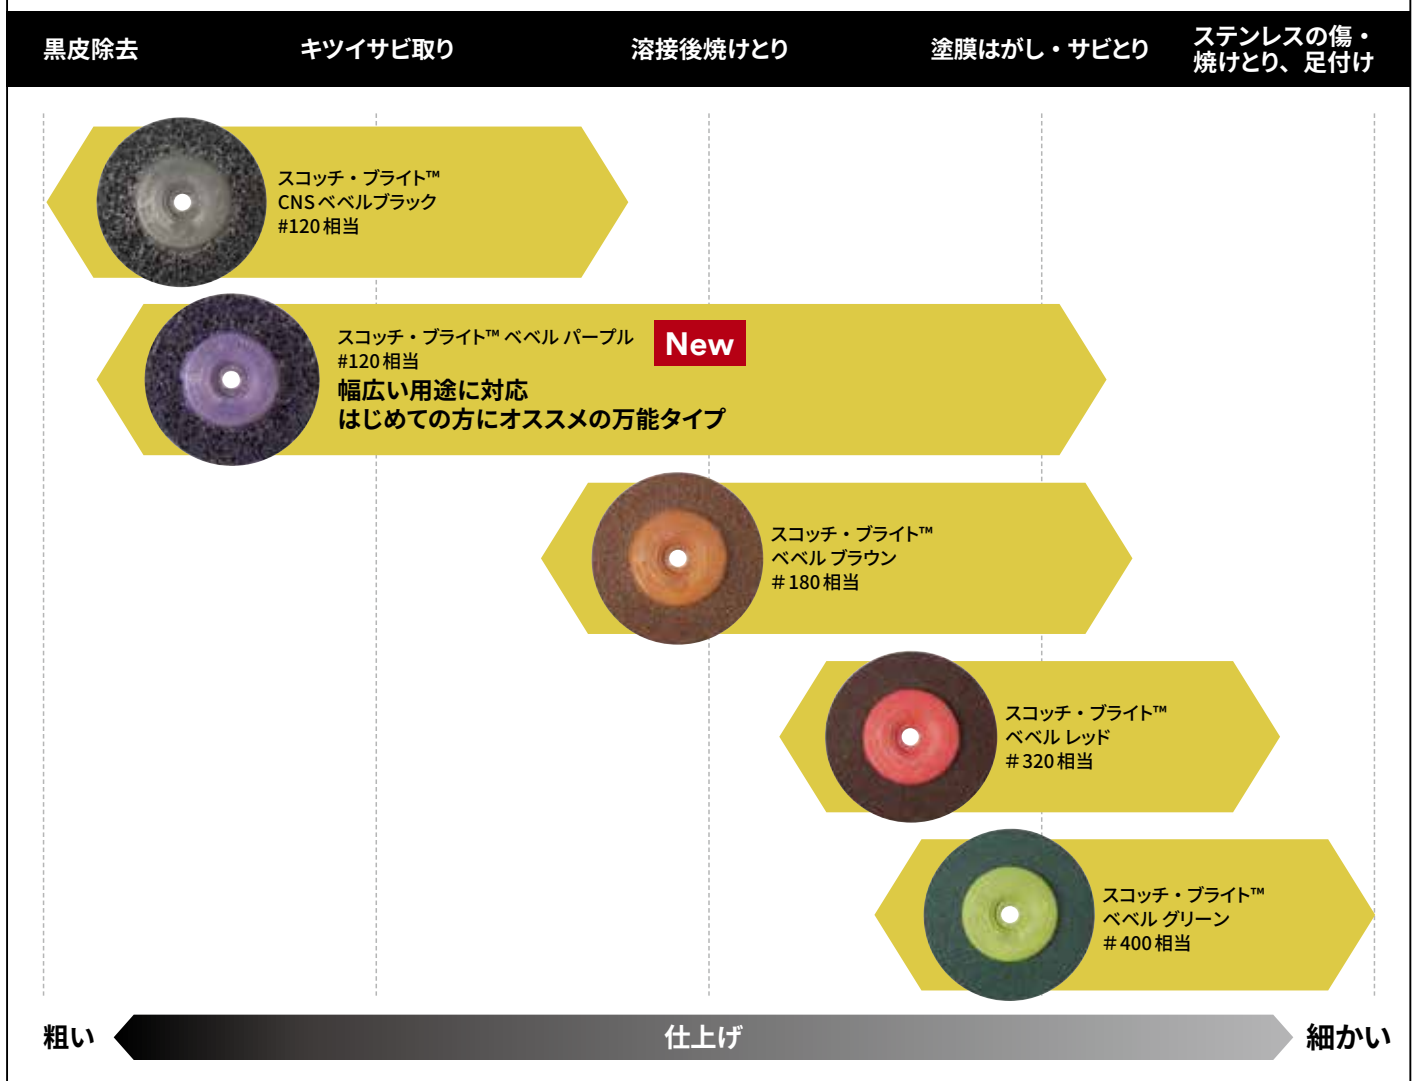 黒皮除去
キツイサビ取り
溶接後焼けとり
塗膜はがし・サビとり
ステンレスの傷・
焼けとり、足付け
スコッチ・ブライト™
CNSベベルブラック
#120相当
スコッチ・ブライト™ ベベル パープル
#120相当
New
幅広い用途に対応
はじめての方にオススメの万能タイプ
スコッチ・ブライト™
ベベル ブラウン
＃180相当
スコッチ・ブライト™
ベベル レッド
＃320相当
スコッチ・ブライト™
ベベル グリーン
＃400相当
粗い
仕上げ
細かい